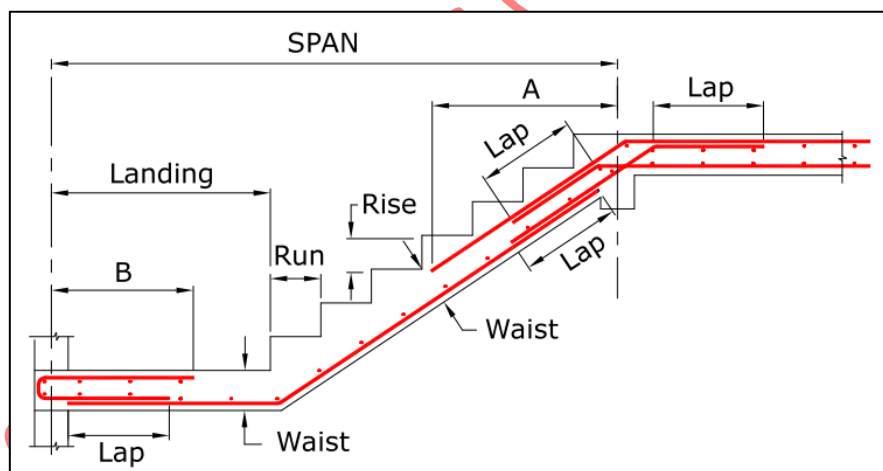 SPAN
A
Lap
Lap
Landing
Rise
Run
B
Lap
Waist
Waist
Lap